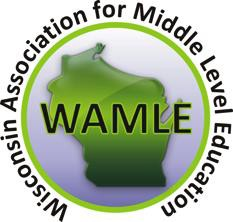 Wisconsin Association for Middle Level Education
WAMLE